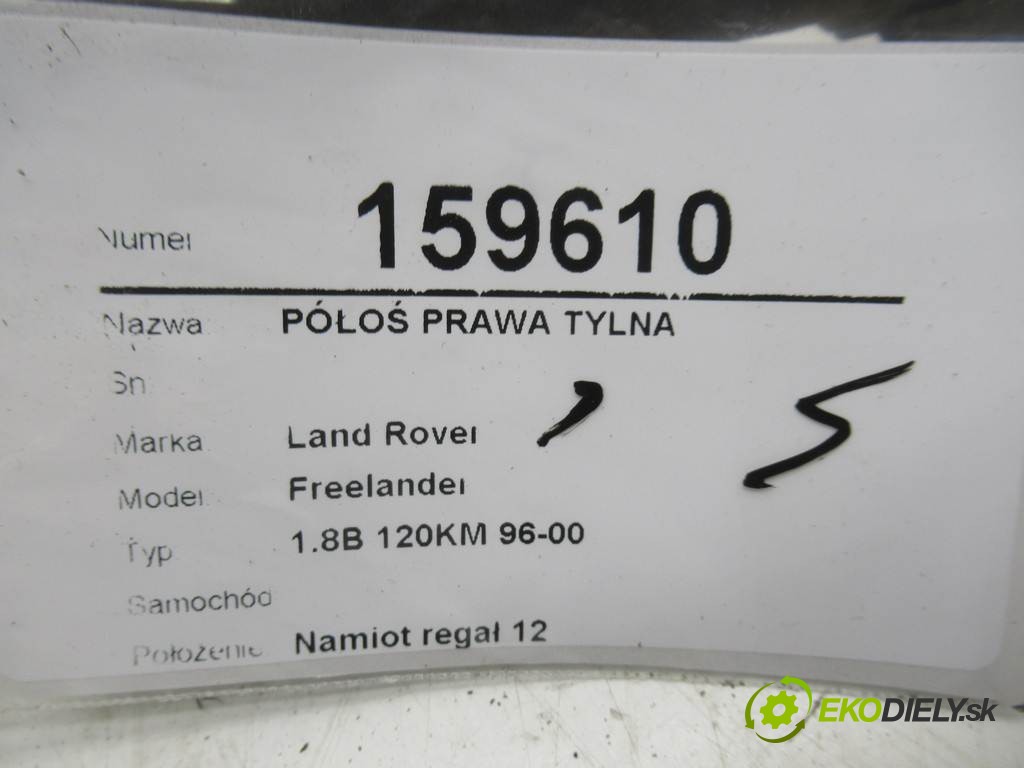 Numer 159610
Nazwa PÓŁOŚ PRAWA TYLNA
Sn
Marka Land Rover
Model Freelander
Typ 1.8B 120KM 96-00
Samochód
Położenie Namiot regał 12
EKODIELY.sk